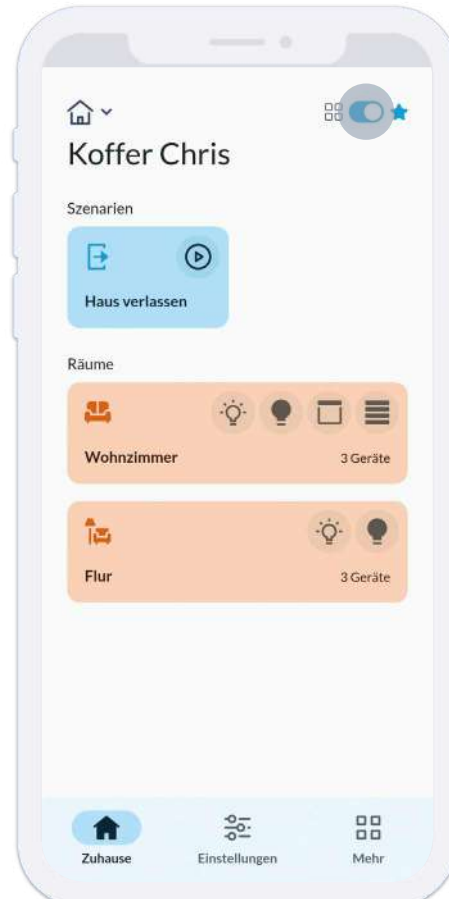 Koffer Chris
Szenarien
Haus verlassen
Räume
Wohnzimmer 3 Geräte
Flur 3 Geräte
Zuhause Einstellungen Mehr